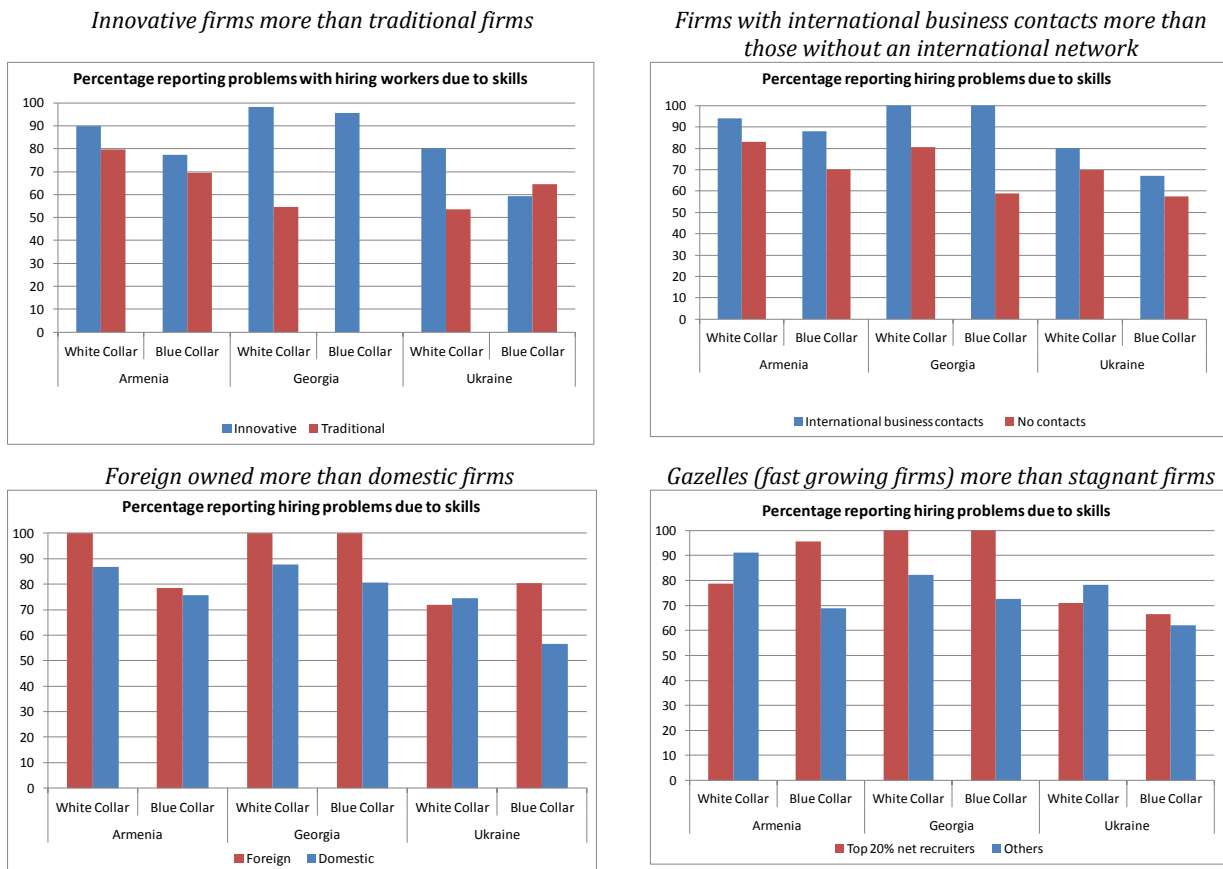 Innovative firms more than traditional firms
Percentage reporting problems with hiring workers due to skills
100
90
80
70
60
50
40
30
20
10
0
White Collar Blue Collar White Collar Blue Collar White Collar Blue Collar
Armenia Georgia Ukraine
Innovative Traditional
Firms with international business contacts more than
those without an international network
Percentage reporting hiring problems due to skills
100
90
80
70
60
50
40
30
20
10
0
White Collar Blue Collar White Collar Blue Collar White Collar Blue Collar
Armenia Georgia Ukraine
International business contacts No contacts
Foreign owned more than domestic firms
Percentage reporting hiring problems due to skills
100
90
80
70
60
50
40
30
20
10
0
White Collar Blue Collar White Collar Blue Collar White Collar Blue Collar
Armenia Georgia Ukraine
Foreign Domestic
Gazelles (fast growing firms) more than stagnant firms
Percentage reporting hiring problems due to skills
100
90
80
70
60
50
40
30
20
10
0
White Collar Blue Collar White Collar Blue Collar White Collar Blue Collar
Armenia Georgia Ukraine
Top 20% net recruiters Others